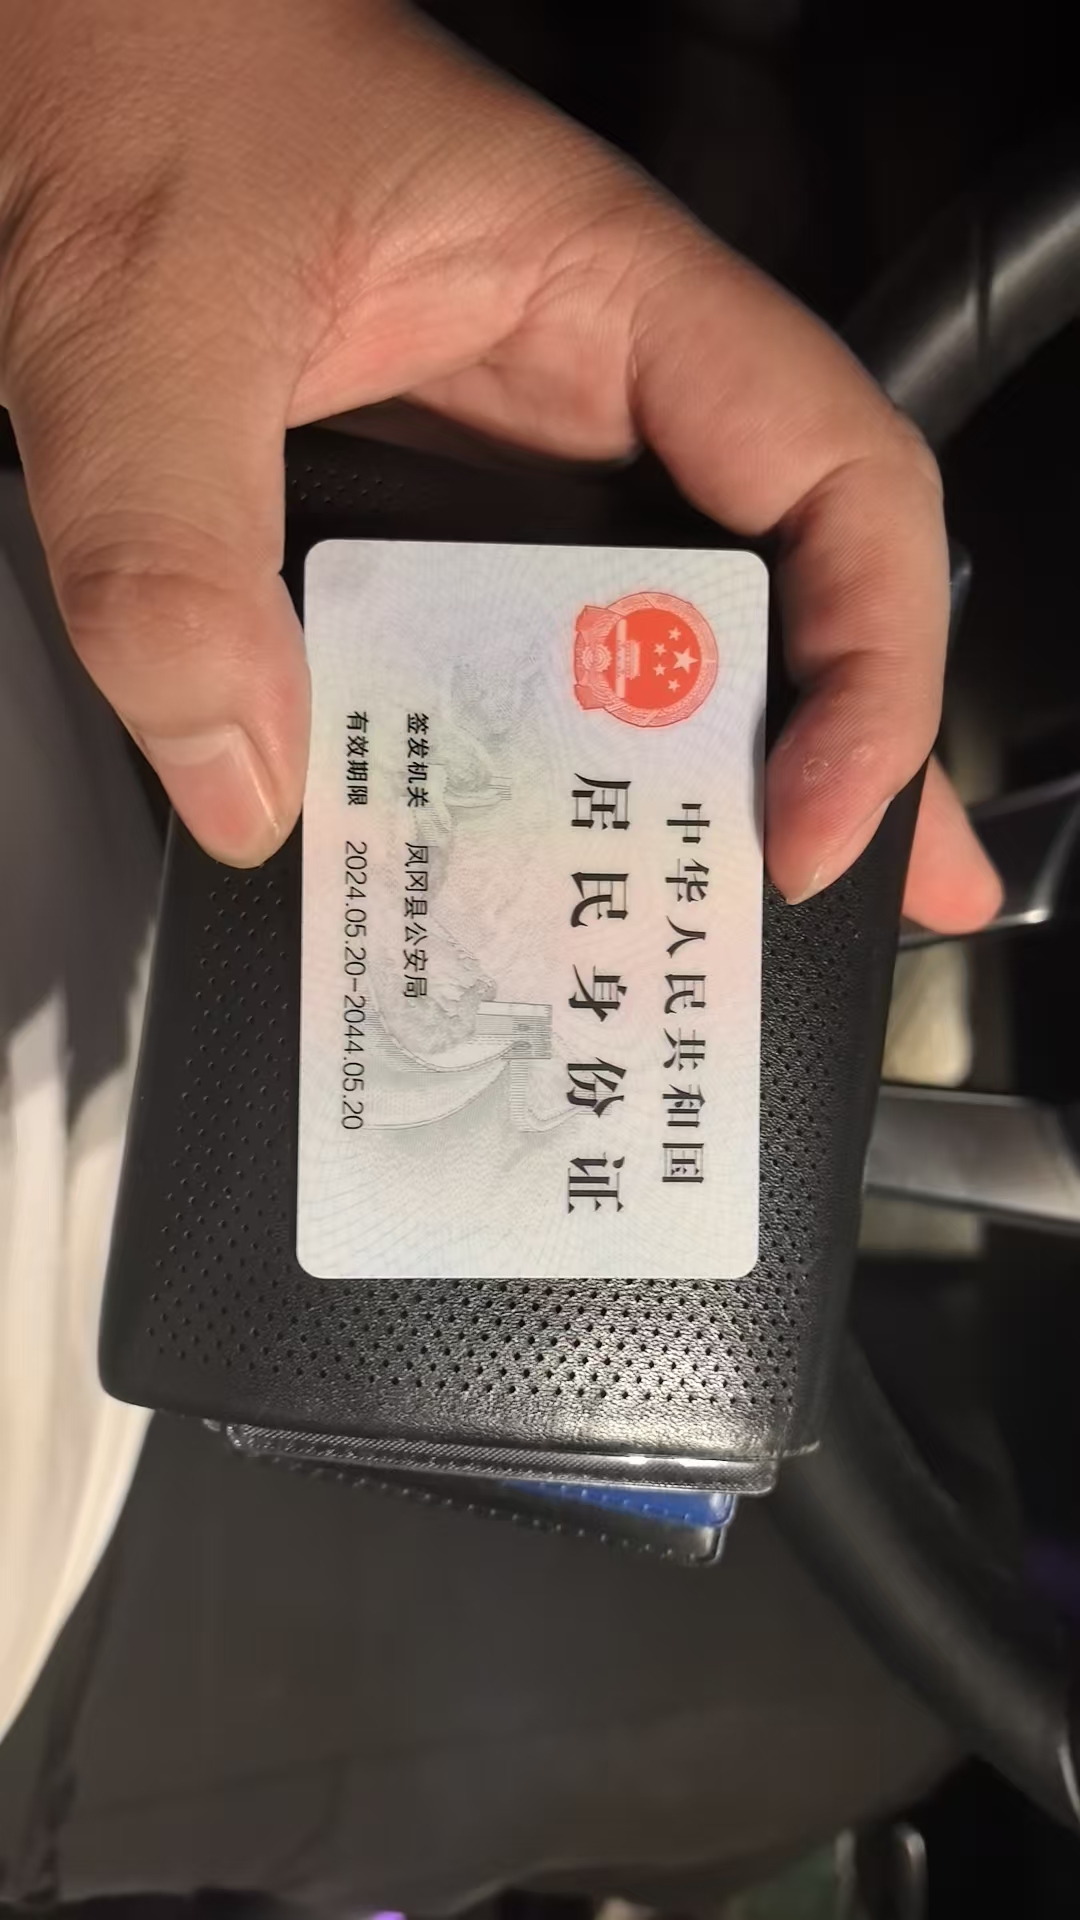 中华人民共和国
居民身份证
签发机关 凤冈县公安局
有效期限 2024.05.20-2044.05.20